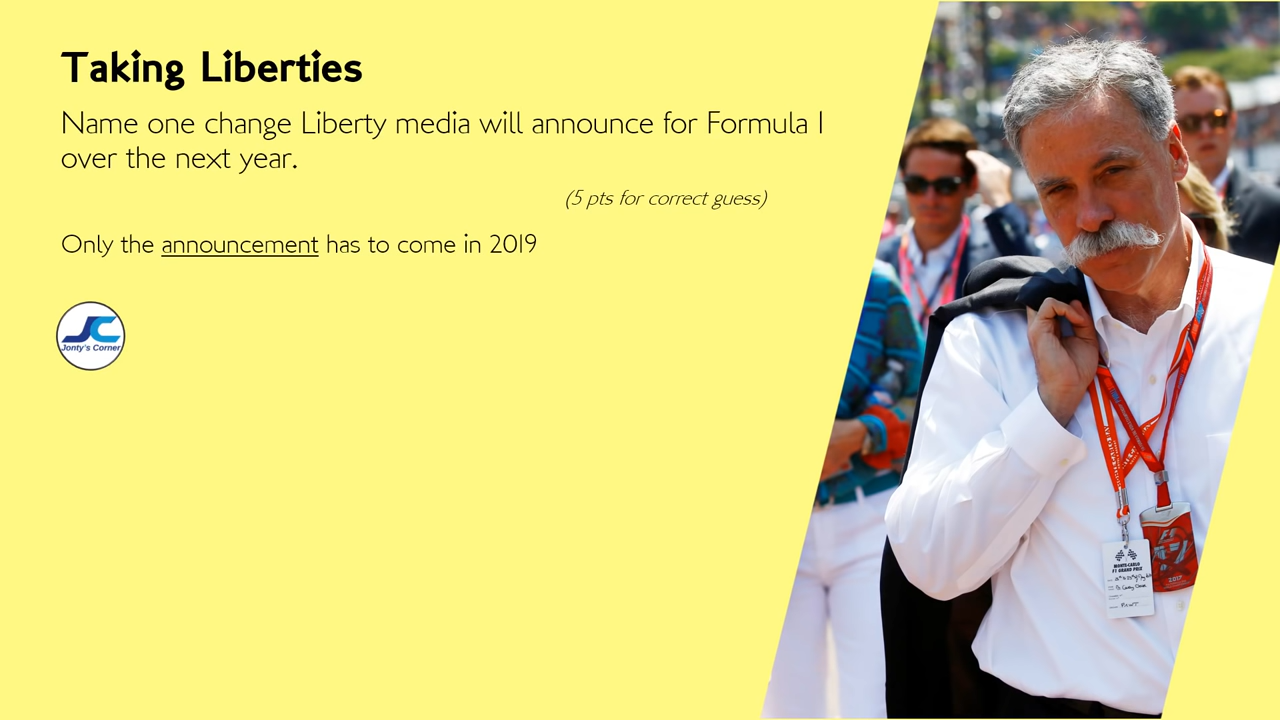 Taking Liberties
Name one change Liberty media will announce for Formula 1
over the next year.
(5 pts for correct guess)
Only the announcement has to come in 2019
JC
Jonty's Corner
MONTE-CARLO
F1 GRAND PRIX
2017